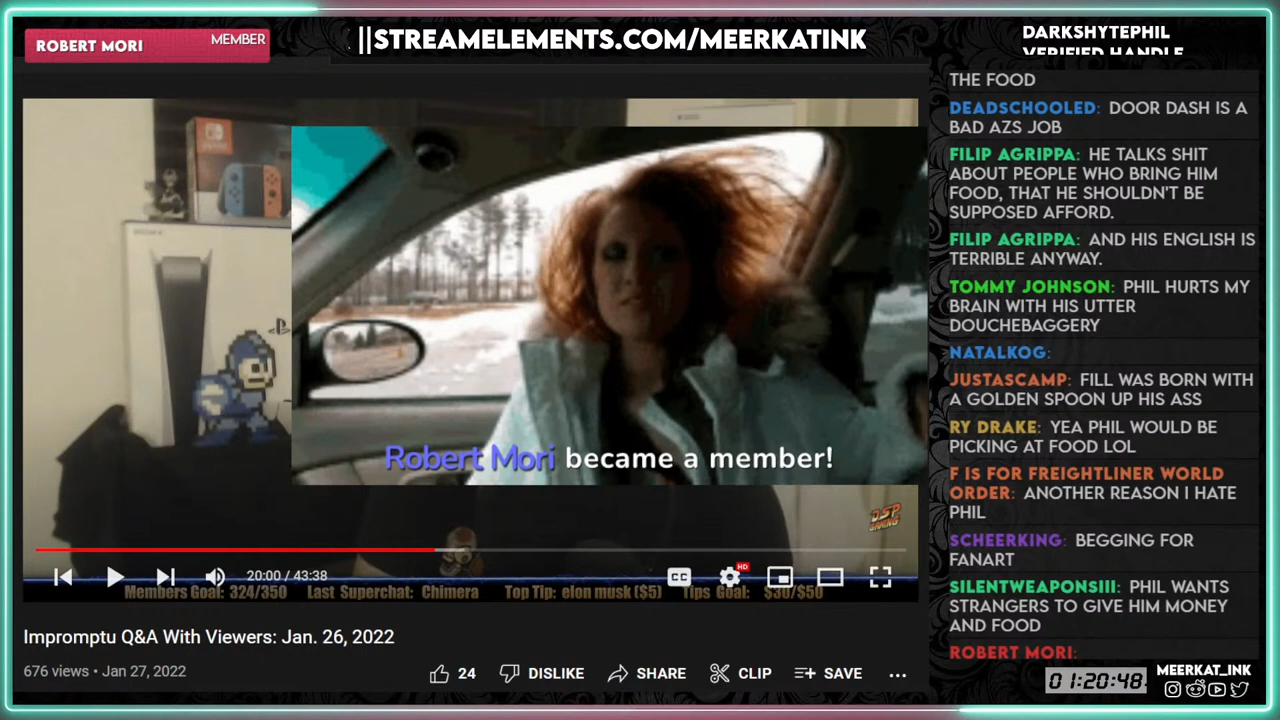 ROBERT MORI
MEMBER
||STREAMELEMENTS.COM/MEERKATINK
DARKSHYTEPHIL
VERIFIED HANDLE
SONY
Robert Mori became a member!
DSP
GAMING
HD
CC
20:00 / 43:38
Members Goal: 324/350 Last Superchat: Chimera Top Tip: elon musk ($5) Tips Goal: $30/$50
Impromptu Q&A With Viewers: Jan. 26, 2022
676 views • Jan 27, 2022
24
DISLIKE
SHARE
CLIP
SAVE
THE FOOD
DEADSCHOOLED: DOOR DASH IS A
BAD AZS JOB
FILIP AGRIPPA: HE TALKS SHIT
ABOUT PEOPLE WHO BRING HIM
FOOD, THAT HE SHOULDN'T BE
SUPPOSED AFFORD.
FILIP AGRIPPA: AND HIS ENGLISH IS
TERRIBLE ANYWAY.
TOMMY JOHNSON: PHIL HURTS MY
BRAIN WITH HIS UTTER
DOUCHEBAGGERY
NATALKOG:
JUSTASCAMP: FILL WAS BORN WITH
A GOLDEN SPOON UP HIS ASS
RY DRAKE: YEA PHIL WOULD BE
PICKING AT FOOD LOL
F IS FOR FREIGHTLINER WORLD
ORDER: ANOTHER REASON I HATE
PHIL
SCHEERKING: BEGGING FOR
FANART
SILENTWEAPONSIII: PHIL WANTS
STRANGERS TO GIVE HIM MONEY
AND FOOD
ROBERT MORI:
01:20:48
MEERKAT_INK